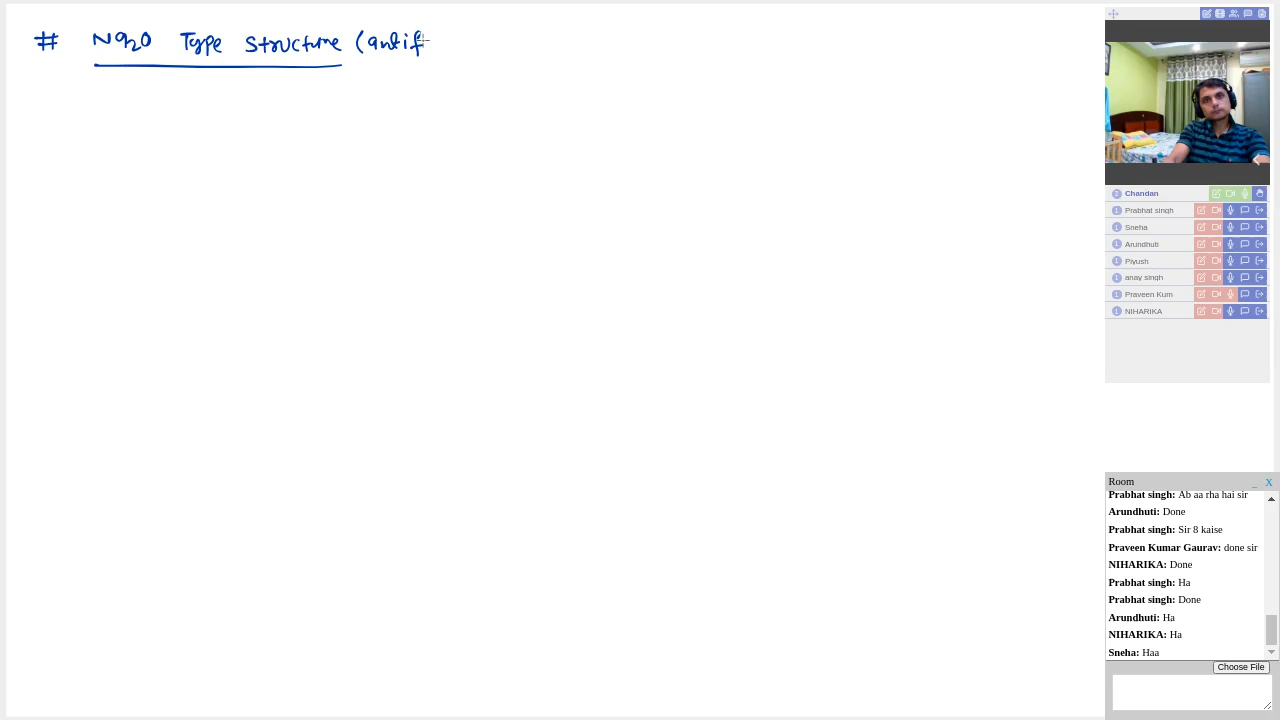 # Na2O Type Structure (antif
Chandan
Prabhat singh
Sneha
Arundhuti
Piyush
anay singh
Praveen Kum
NIHARIKA
Room _ X
Prabhat singh: Ab aa rha hai sir
Arundhuti: Done
Prabhat singh: Sir 8 kaise
Praveen Kumar Gaurav: done sir
NIHARIKA: Done
Prabhat singh: Ha
Prabhat singh: Done
Arundhuti: Ha
NIHARIKA: Ha
Sneha: Haa
Choose File